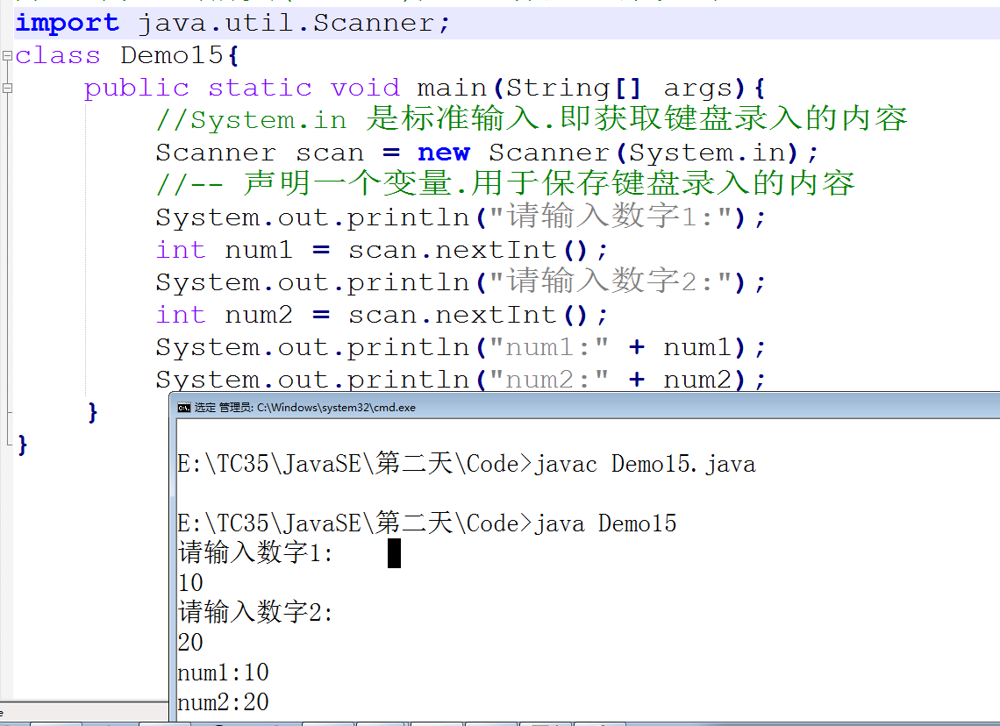 import java.util.Scanner;
class Demo15{
public static void main(String[] args){
//System.in 是标准输入.即获取键盘录入的内容
Scanner scan = new Scanner(System.in);
//-- 声明一个变量.用于保存键盘录入的内容
System.out.println("请输入数字1:");
int num1 = scan.nextInt();
System.out.println("请输入数字2:");
int num2 = scan.nextInt();
System.out.println("num1:" + num1);
System.out.println("num2:" + num2);
}
}
选定 管理员: C:\Windows\system32\cmd.exe
E:\TC35\JavaSE\第二天\Code>javac Demo15.java
E:\TC35\JavaSE\第二天\Code>java Demo15
请输入数字1:
10
请输入数字2:
20
num1:10
num2:20